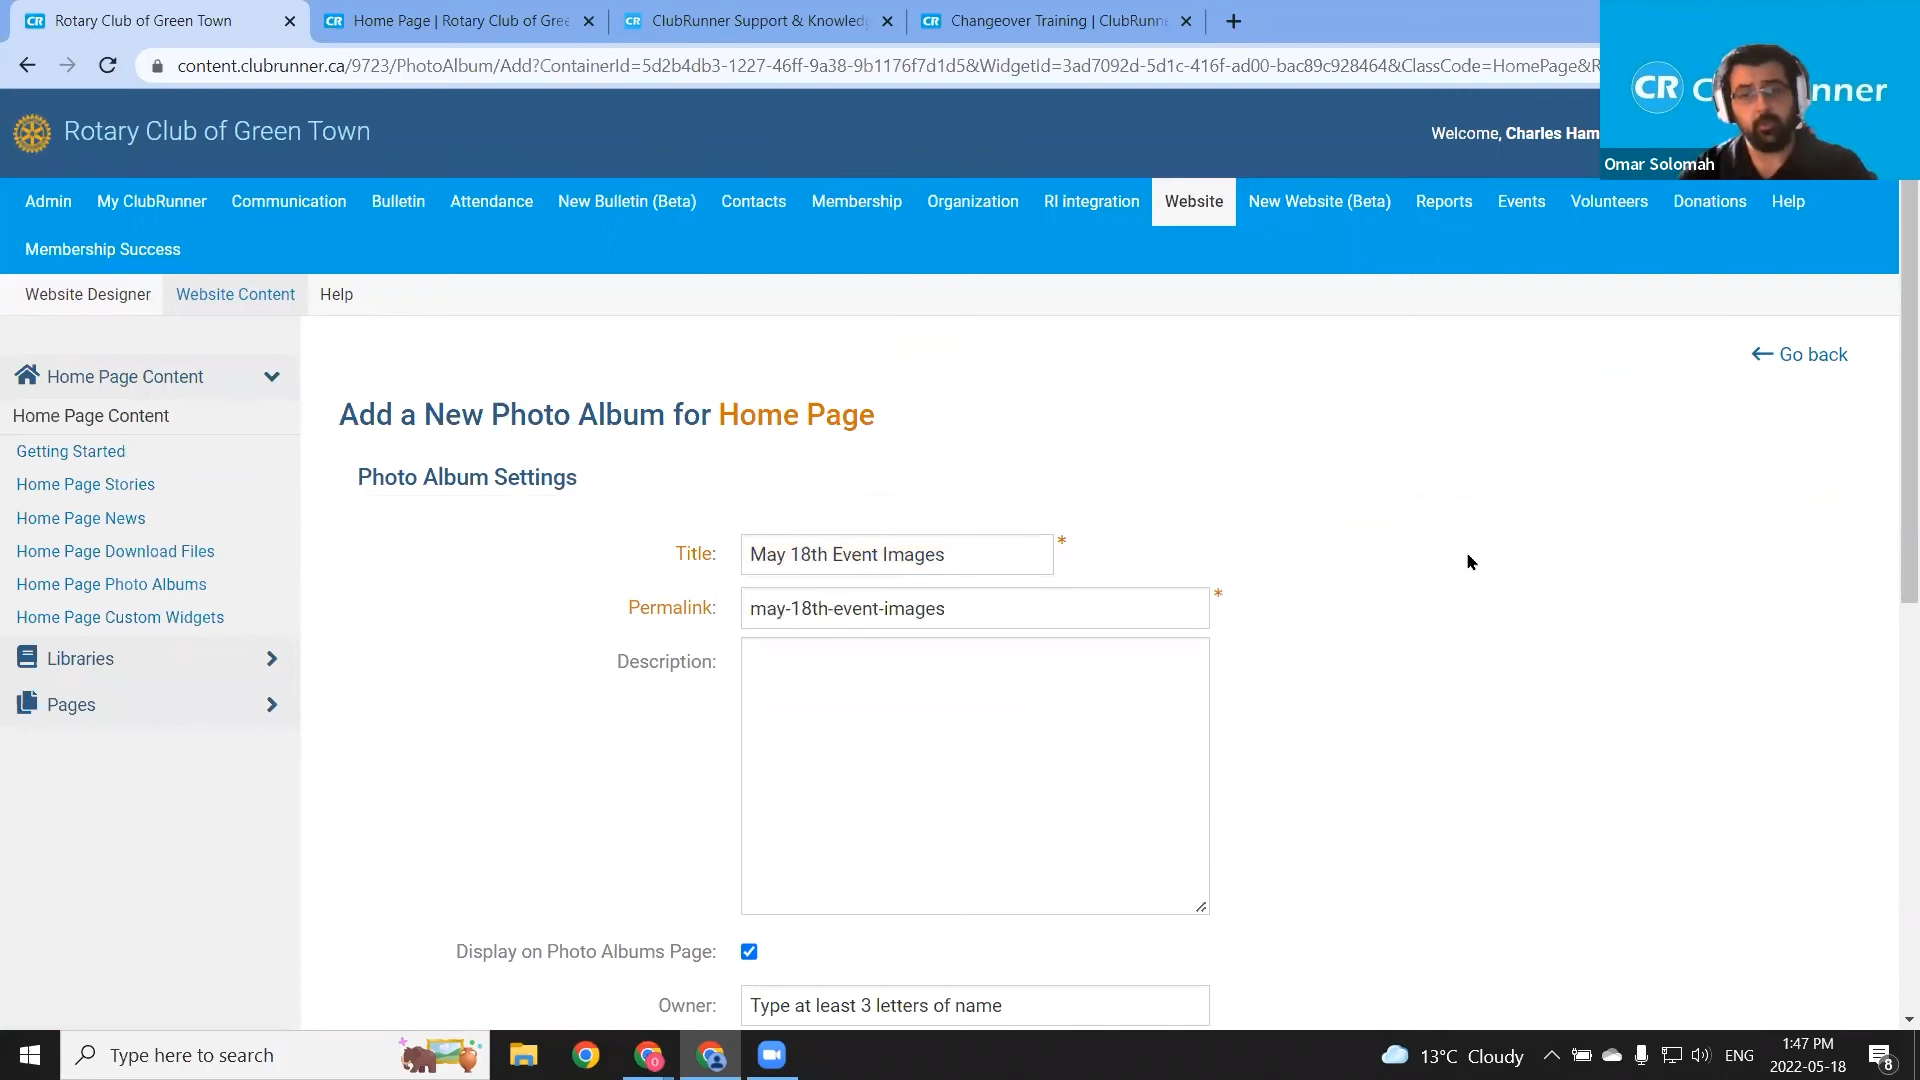 Rotary Club of Green Town
Home Page | Rotary Club of Gree
ClubRunner Support & Knowled
Changeover Training | ClubRunne
content.clubrunner.ca/9723/PhotoAlbum/Add?ContainerId=5d2b4db3-1227-46ff-9a38-9b1176f7d1d5&WidgetId=3ad7092d-5d1c-416f-ad00-bac89c928464&ClassCode=HomePage&R
CR C nner
Rotary Club of Green Town
Welcome, Charles Ham
Omar Solomah
Admin My ClubRunner Communication Bulletin Attendance New Bulletin (Beta) Contacts Membership Organization RI integration Website New Website (Beta) Reports Events Volunteers Donations Help
Membership Success
Website Designer Website Content Help
Go back
Home Page Content
Home Page Content
Getting Started
Home Page Stories
Home Page News
Home Page Download Files
Home Page Photo Albums
Home Page Custom Widgets
Libraries
Pages
Add a New Photo Album for Home Page
Photo Album Settings
Title: May 18th Event Images *
Permalink: may-18th-event-images *
Description:
Display on Photo Albums Page:
Owner: Type at least 3 letters of name
Type here to search
13°C Cloudy
ENG
1:47 PM
2022-05-18
8